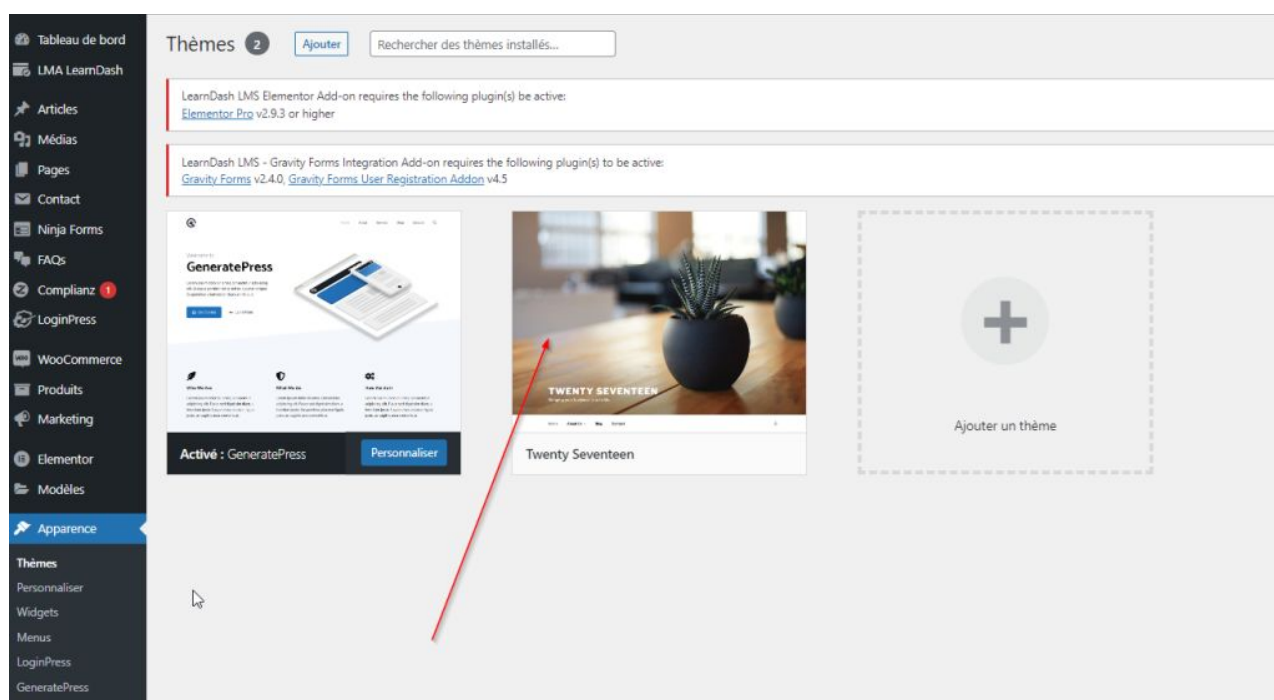 Tableau de bord
LMA LearnDash
Articles
Médias
Pages
Contact
Ninja Forms
FAQs
Complianz 1
LoginPress
WooCommerce
Produits
Marketing
Elementor
Modèles
Apparence
Thèmes
Personnaliser
Widgets
Menus
LoginPress
GeneratePress
Thèmes 2 Ajouter Rechercher des thèmes installés...
LearnDash LMS Elementor Add-on requires the following plugin(s) be active:
Elementor Pro v2.9.3 or higher
LearnDash LMS - Gravity Forms Integration Add-on requires the following plugin(s) to be active:
Gravity Forms v2.4.0, Gravity Forms User Registration Addon v4.5
GeneratePress
Activé : GeneratePress Personnaliser
TWENTY SEVENTEEN
Twenty Seventeen
Ajouter un thème